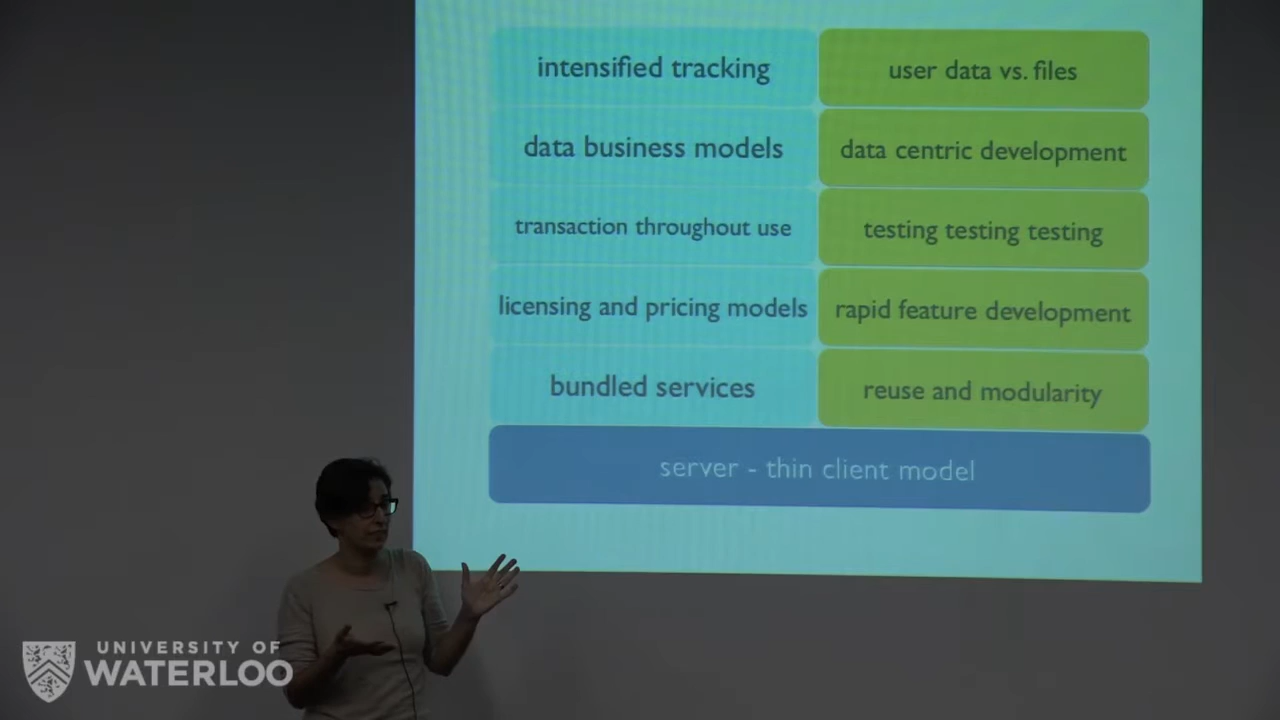 intensified tracking
user data vs. files
data business models
data centric development
transaction throughout use
testing testing testing
licensing and pricing models
rapid feature development
bundled services
reuse and modularity
server - thin client model
UNIVERSITY OF
WATERLOO